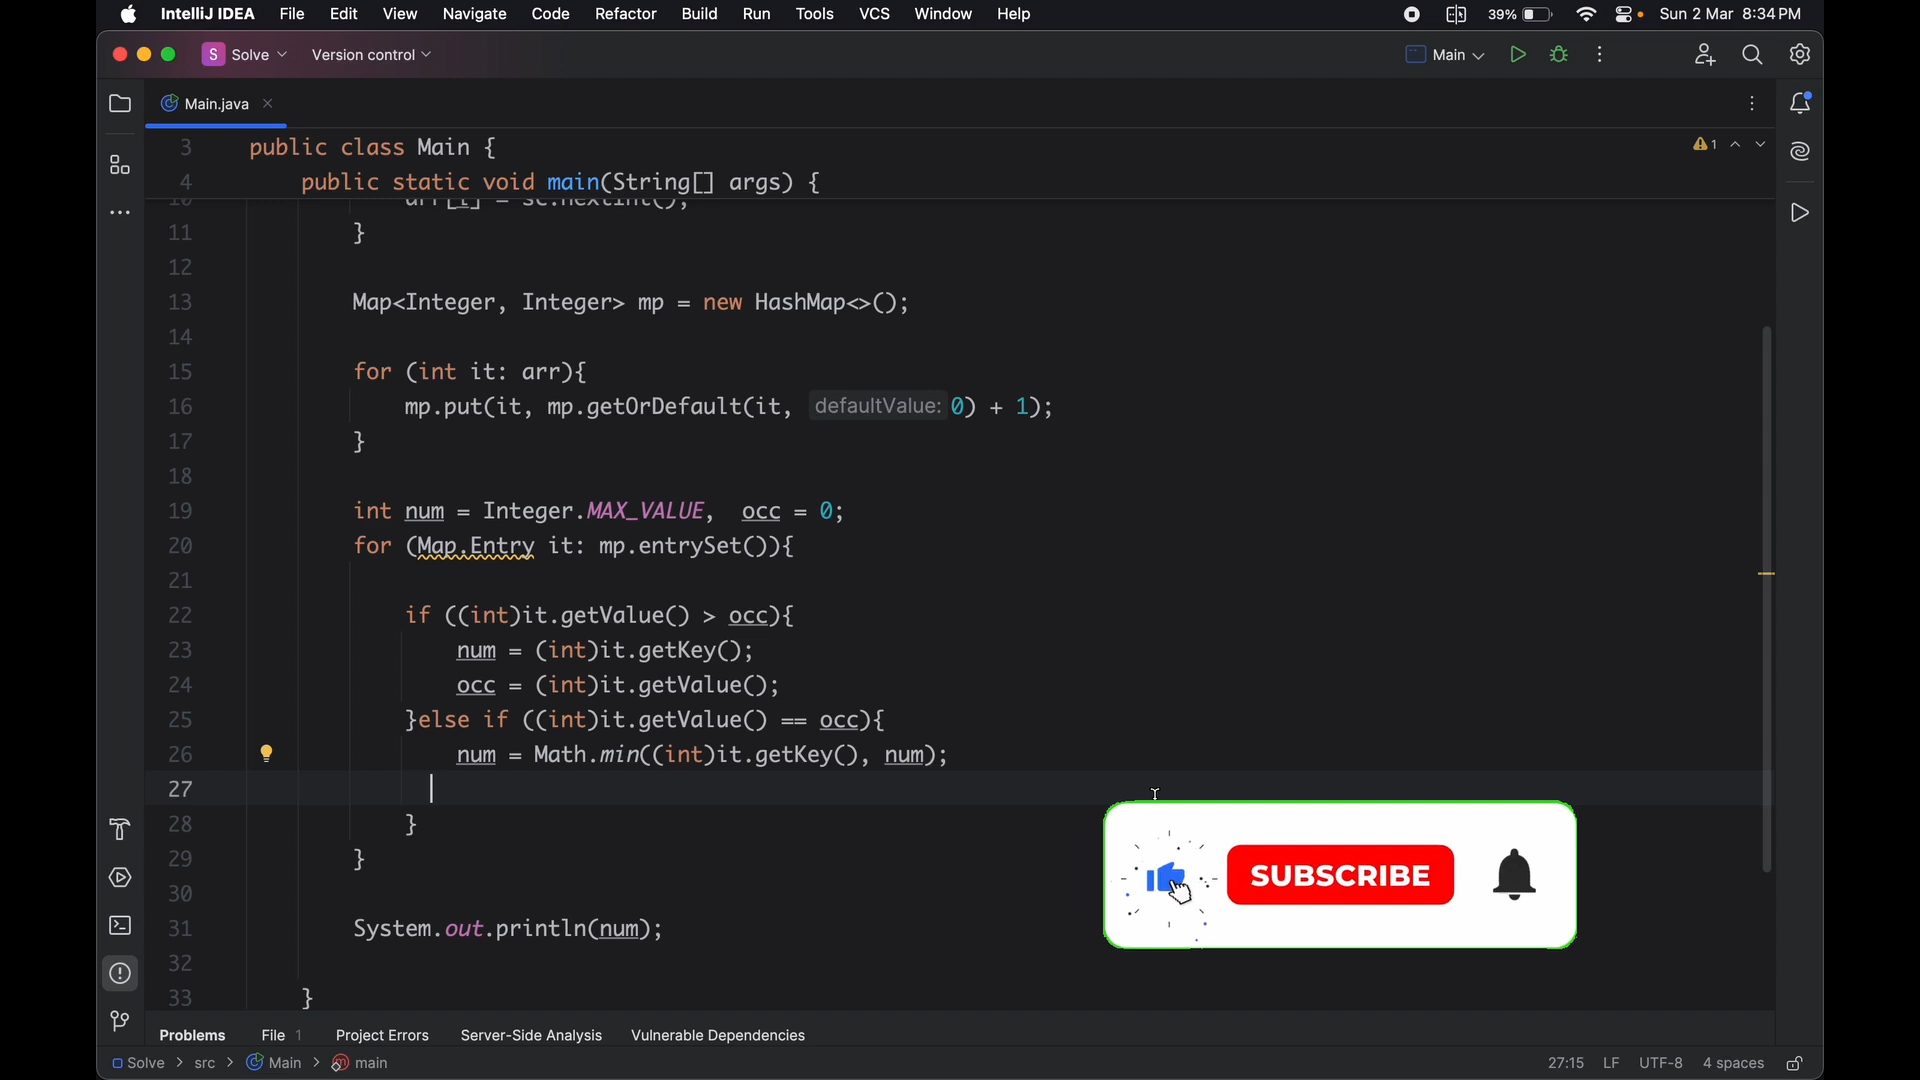 IntelliJ IDEA File Edit View Navigate Code Refactor Build Run Tools VCS Window Help 39% Sun 2 Mar 8:34 PM
S Solve Version control Main
Main.java
3 public class Main {
1
4 public static void main(String[] args) {
10 arr[i] = sc.nextInt();
11 }
12
13 Map<Integer, Integer> mp = new HashMap<>();
14
15 for (int it: arr){
16 mp.put(it, mp.getOrDefault(it, defaultValue: 0) + 1);
17 }
18
19 int num = Integer.MAX_VALUE, occ = 0;
20 for (Map.Entry it: mp.entrySet()){
21
22 if ((int)it.getValue() > occ){
23 num = (int)it.getKey();
24 occ = (int)it.getValue();
25 }else if ((int)it.getValue() == occ){
26 num = Math.min((int)it.getKey(), num);
27
28 }
29 }
30
31 System.out.println(num);
32
33 }
SUBSCRIBE
Problems File 1 Project Errors Server-Side Analysis Vulnerable Dependencies
Solve > src > Main > main 27:15 LF UTF-8 4 spaces